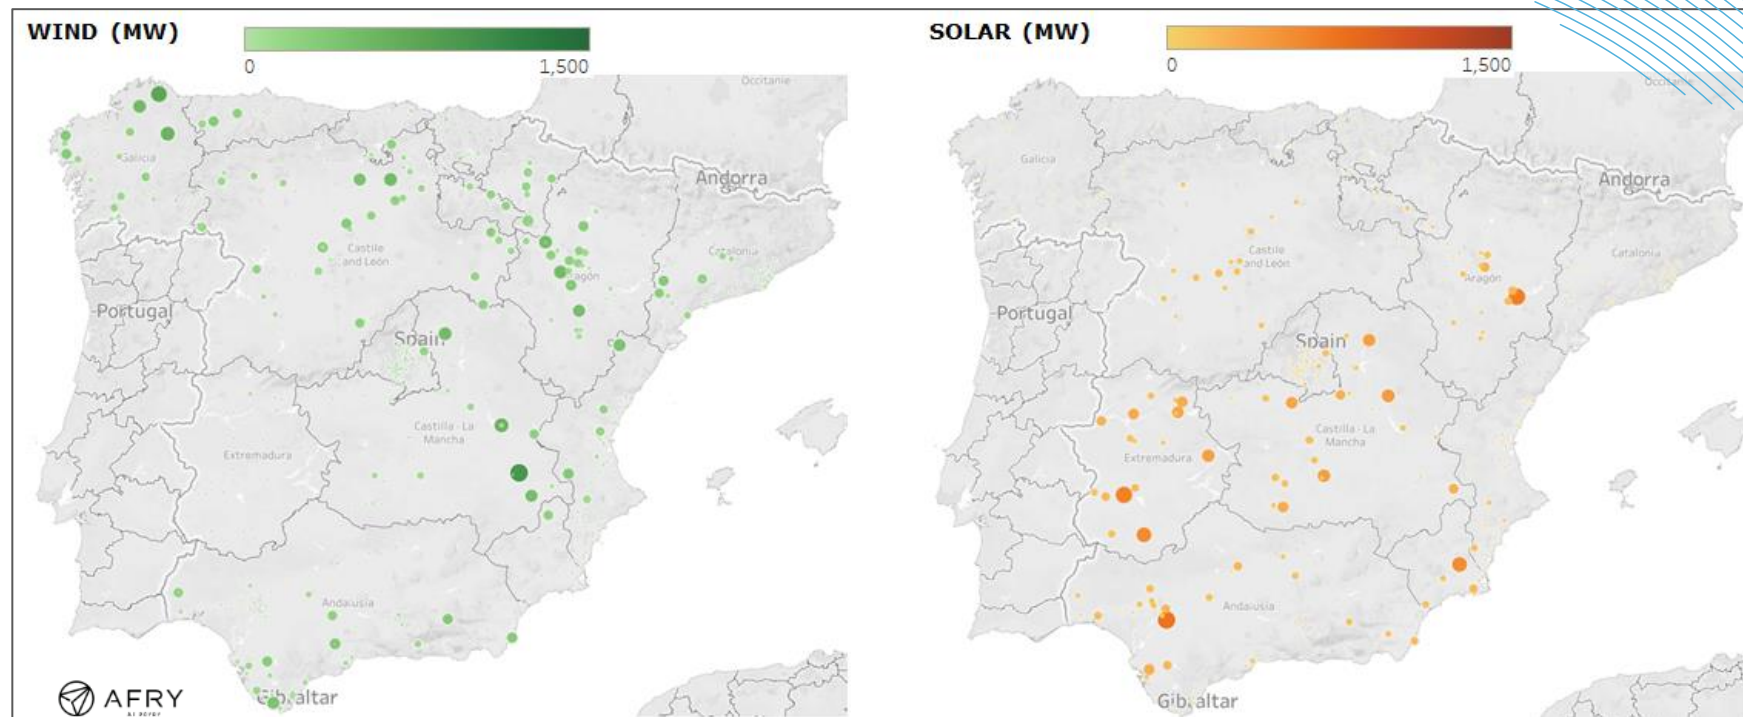 WIND (MW)
0
1,500
Occitanie
Galicia
Andorra
Castile
and León
Catalonia
Aragón
Portugal
Spain
Castilla - La
Mancha
Extremadura
Andalusia
Gibraltar
AFRY
SOLAR (MW)
0
1,500
Occitanie
Galicia
Andorra
Castile
and León
Catalonia
Aragón
Portugal
Spain
Castilla - La
Mancha
Extremadura
Andalusia
Gibraltar